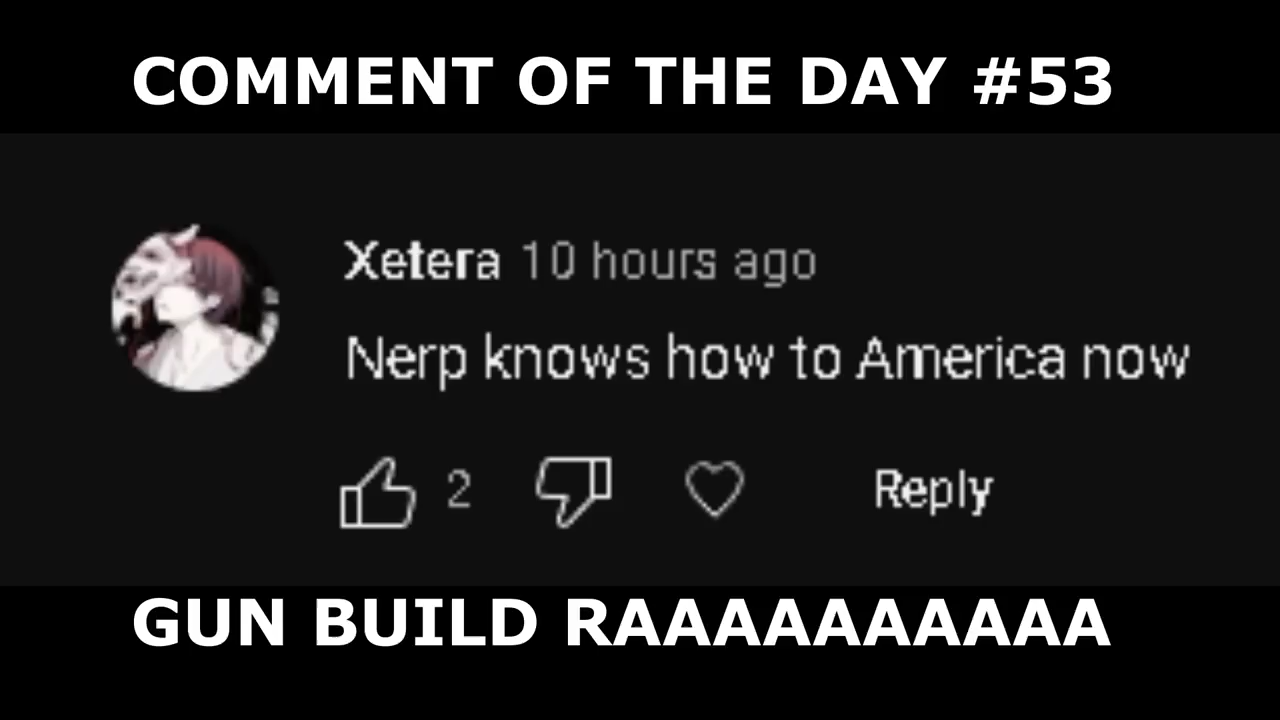 COMMENT OF THE DAY #53
Xetera 10 hours ago
Nerp knows how to America now
2 Reply
GUN BUILD RAAAAAAAAAAA